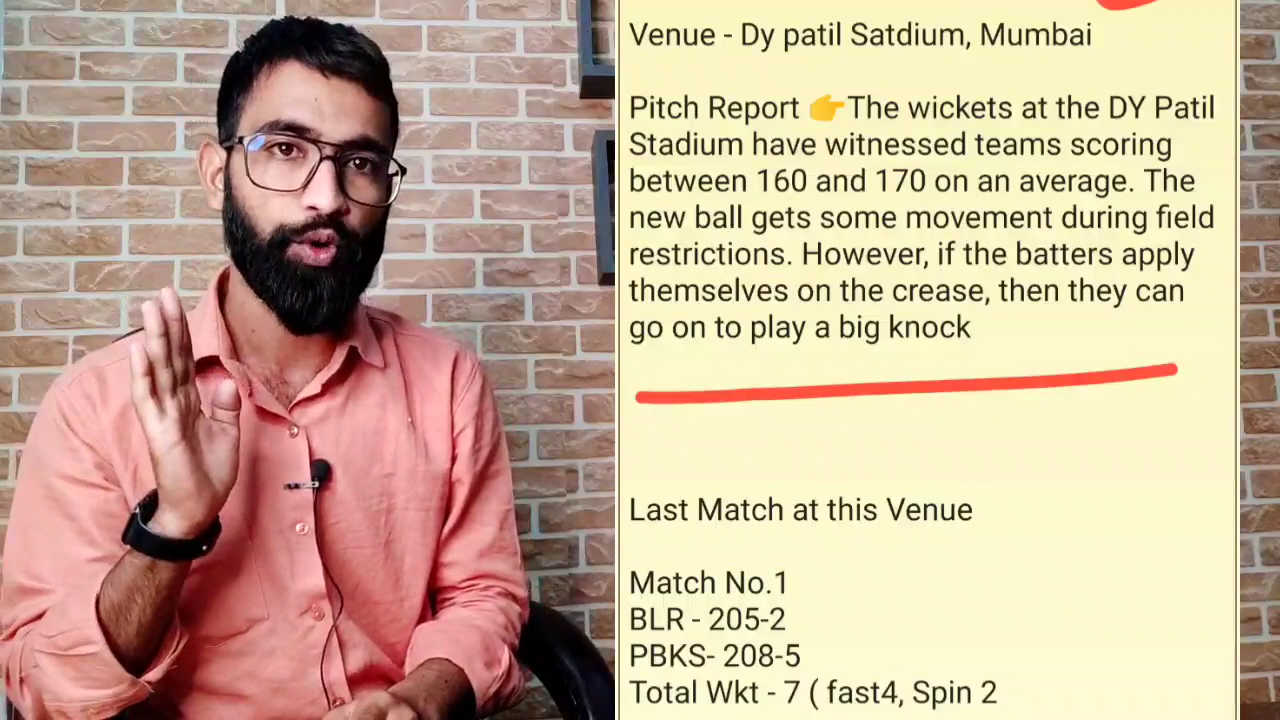 Venue - Dy patil Satdium, Mumbai
Pitch Report 👉The wickets at the DY Patil
Stadium have witnessed teams scoring
between 160 and 170 on an average. The
new ball gets some movement during field
restrictions. However, if the batters apply
themselves on the crease, then they can
go on to play a big knock
Last Match at this Venue
Match No.1
BLR - 205-2
PBKS- 208-5
Total Wkt - 7 ( fast4, Spin 2